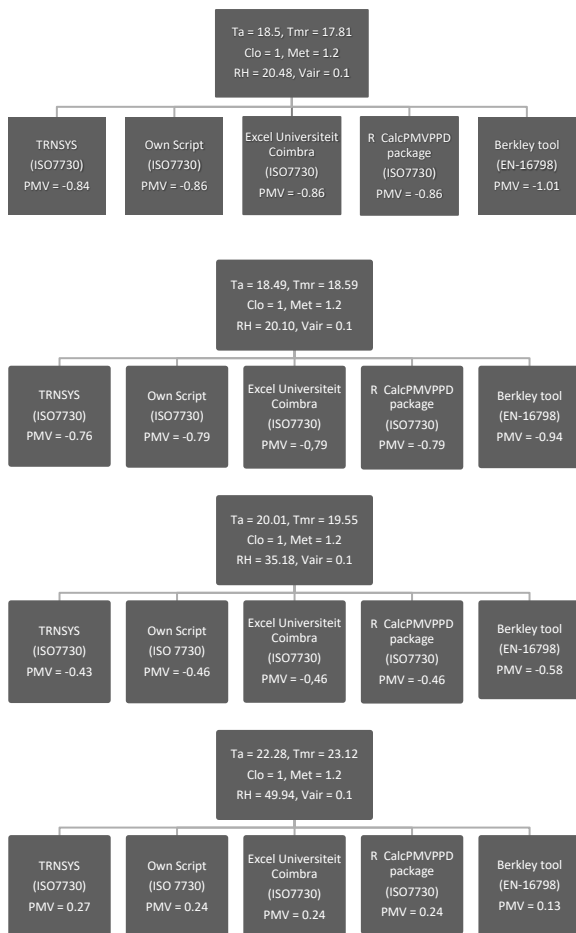 Ta = 18.5, Tmr = 17.81
Clo = 1, Met = 1.2
RH = 20.48, Vair = 0.1
TRNSYS
(ISO7730)
PMV = -0.84
Own Script
(ISO7730)
PMV = -0.86
Excel Universiteit
Coimbra
(ISO7730)
PMV = -0.86
R CalcPMVPPD
package
(ISO7730)
PMV = -0.86
Berkley tool
(EN-16798)
PMV = -1.01
Ta = 18.49, Tmr = 18.59
Clo = 1, Met = 1.2
RH = 20.10, Vair = 0.1
TRNSYS
(ISO7730)
PMV = -0.76
Own Script
(ISO7730)
PMV = -0.79
Excel Universiteit
Coimbra
(ISO7730)
PMV = -0,79
R CalcPMVPPD
package
(ISO7730)
PMV = -0.79
Berkley tool
(EN-16798)
PMV = -0.94
Ta = 20.01, Tmr = 19.55
Clo = 1, Met = 1.2
RH = 35.18, Vair = 0.1
TRNSYS
(ISO7730)
PMV = -0.43
Own Script
(ISO 7730)
PMV = -0.46
Excel Universiteit
Coimbra
(ISO7730)
PMV = -0,46
R CalcPMVPPD
package
(ISO7730)
PMV = -0.46
Berkley tool
(EN-16798)
PMV = -0.58
Ta = 22.28, Tmr = 23.12
Clo = 1, Met = 1.2
RH = 49.94, Vair = 0.1
TRNSYS
(ISO7730)
PMV = 0.27
Own Script
(ISO 7730)
PMV = 0.24
Excel Universiteit
Coimbra
(ISO7730)
PMV = 0.24
R CalcPMVPPD
package
(ISO7730)
PMV = 0.24
Berkley tool
(EN-16798)
PMV = 0.13